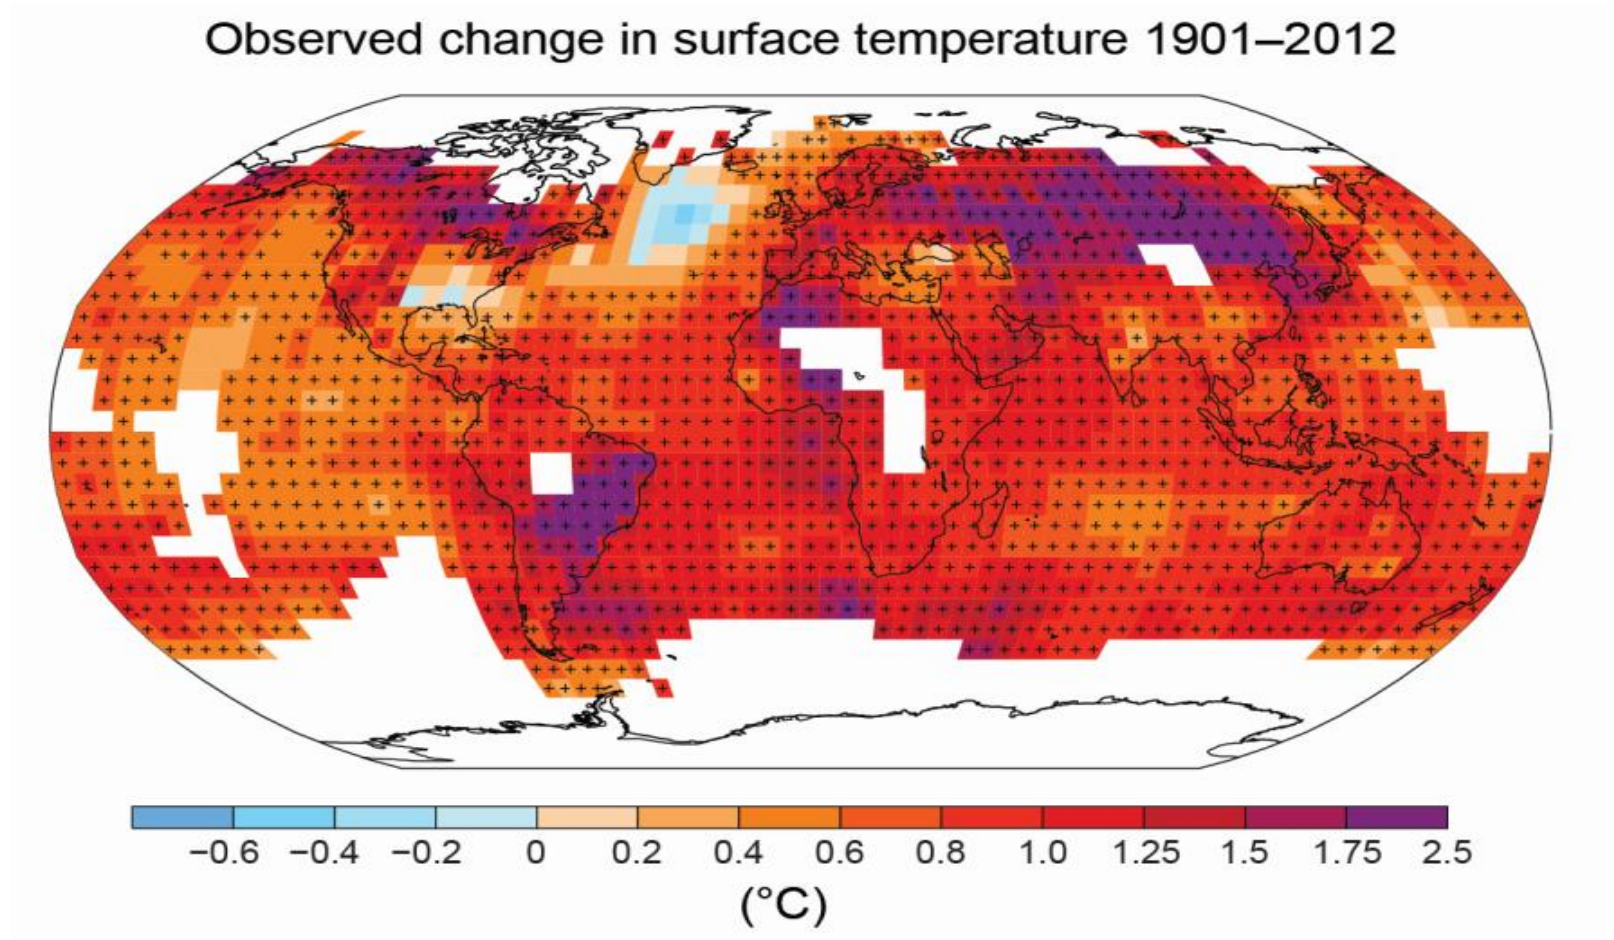 Observed change in surface temperature 1901–2012
−0.6 −0.4 −0.2 0 0.2 0.4 0.6 0.8 1.0 1.25 1.5 1.75 2.5
(°C)